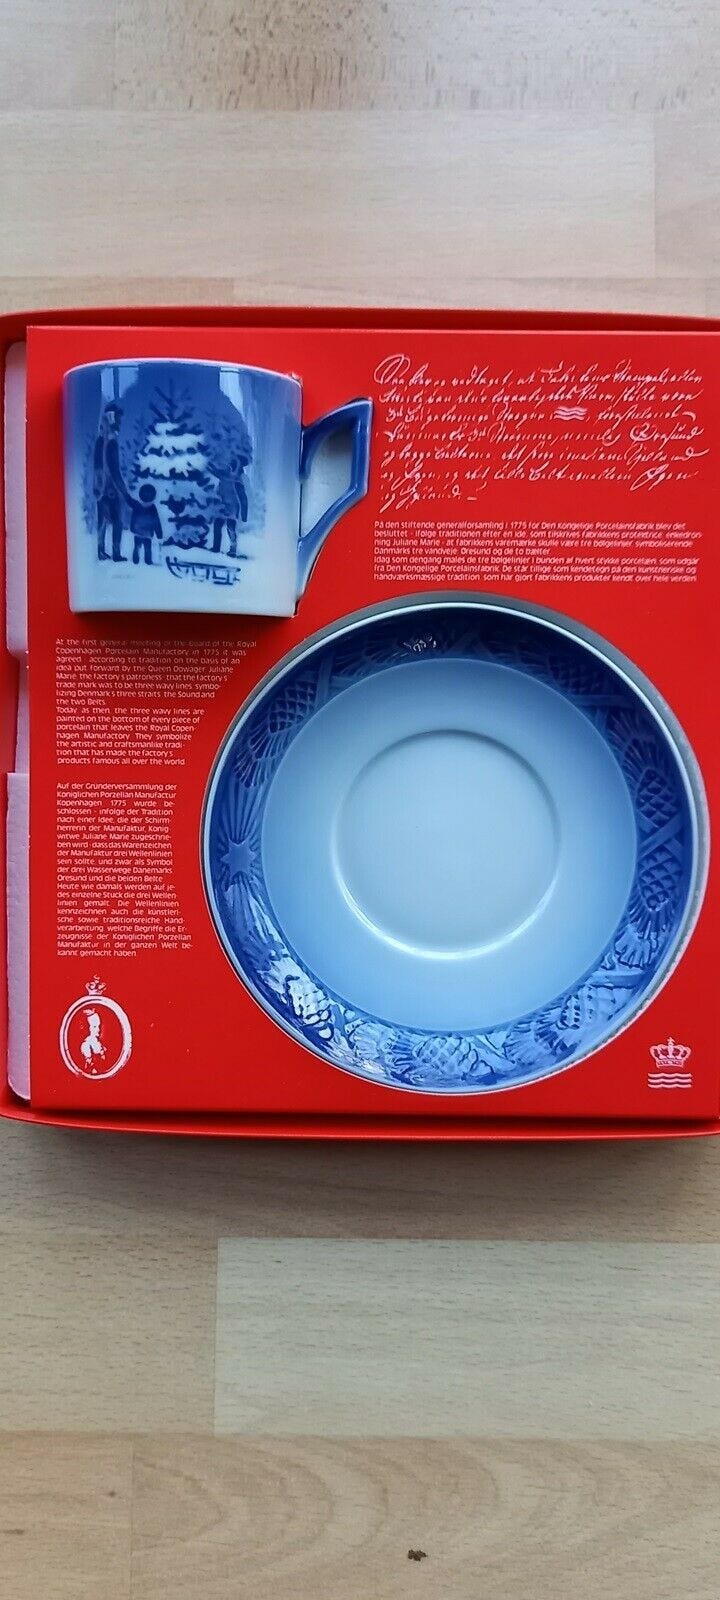 På den stiftende generalforsamling i 1775 for Den Kongelige Porcelainsfabrik blev det
besluttet - ifølge traditionen efter en ide, som tilskrives fabrikkens protektrice, enkedron-
ning Juliane Marie - at fabrikkens varemærke skulle være tre bølgelinier symboliserende
Danmarks tre vandveje: Øresund og de to bælter.
Idag som dengang males de tre bølgelinier i bunden af hvert stykke porcelæn, som udgår
fra Den Kongelige Porcelainsfabrik. De står tillige som kendetegn på den kunstneriske og
håndværksmæssige tradition, som har gjort fabrikkens produkter kendt over hele verden.
At the first general meeting of the Board of the Royal
Copenhagen Porcelain Manufactory in 1775 it was
agreed - according to tradition on the basis of an
idea put forward by the Queen Dowager Juliane
Marie, the factory's patroness - that the factory's
trade mark was to be three wavy lines, symbo-
lizing Denmark's three straits, the Sound and
the two Belts.
Today, as then, the three wavy lines are
painted on the bottom of every piece of
porcelain that leaves the Royal Copen-
hagen Manufactory. They symbolize
the artistic and craftsmanlike tradi-
tion that has made the factory's
products famous all over the world.
Auf der Gründerversammlung der
Königlichen Porzellan Manufactur
Kopenhagen 1775 wurde be-
schlossen - infolge der Tradition
nach einer Idee, die der Schirm-
herrerin der Manufaktur, König-
witwe Juliane Marie zugeschrie-
ben wird - dass das Warenzeichen
der Manufaktur drei Wellenlinien
sein sollte, und zwar als Symbol
der drei Wasserwege Dänemarks
Öresund und die beiden Belte.
Heute wie damals werden auf je-
des einzelne Stück die drei Wellen-
linien gemalt. Die Wellenlinien
kennzeichnen auch die künstleri-
sche sowie traditionsreiche Hand-
verarbeitung, welche Begriffe die Er-
zeugnisse der Königlichen Porzellan
Manufaktur in der ganzen Welt be-
kannt gemacht haben.